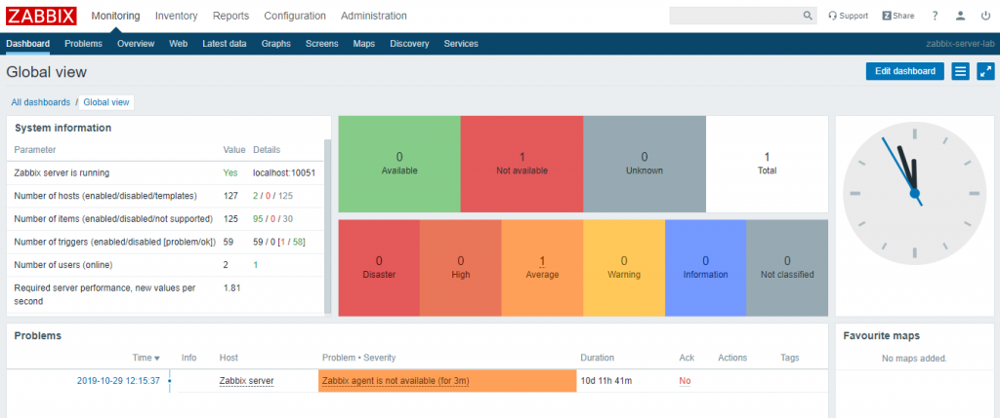 ZABBIX Monitoring Inventory Reports Configuration Administration Support Z Share ?
Dashboard Problems Overview Web Latest data Graphs Screens Maps Discovery Services zabbix-server-lab
Global view Edit dashboard
All dashboards / Global view
System information
Parameter Value Details
Zabbix server is running Yes localhost:10051
Number of hosts (enabled/disabled/templates) 127 2 / 0 / 125
Number of items (enabled/disabled/not supported) 125 95 / 0 / 30
Number of triggers (enabled/disabled [problem/ok]) 59 59 / 0 [1 / 58]
Number of users (online) 2 1
Required server performance, new values per 1.81
second
0 1 0 1
Available Not available Unknown Total
0 0 1 0 0 0
Disaster High Average Warning Information Not classified
Problems
Time Info Host Problem • Severity Duration Ack Actions Tags
2019-10-29 12:15:37 Zabbix server Zabbix agent is not available (for 3m) 10d 11h 41m No
Favourite maps
No maps added.